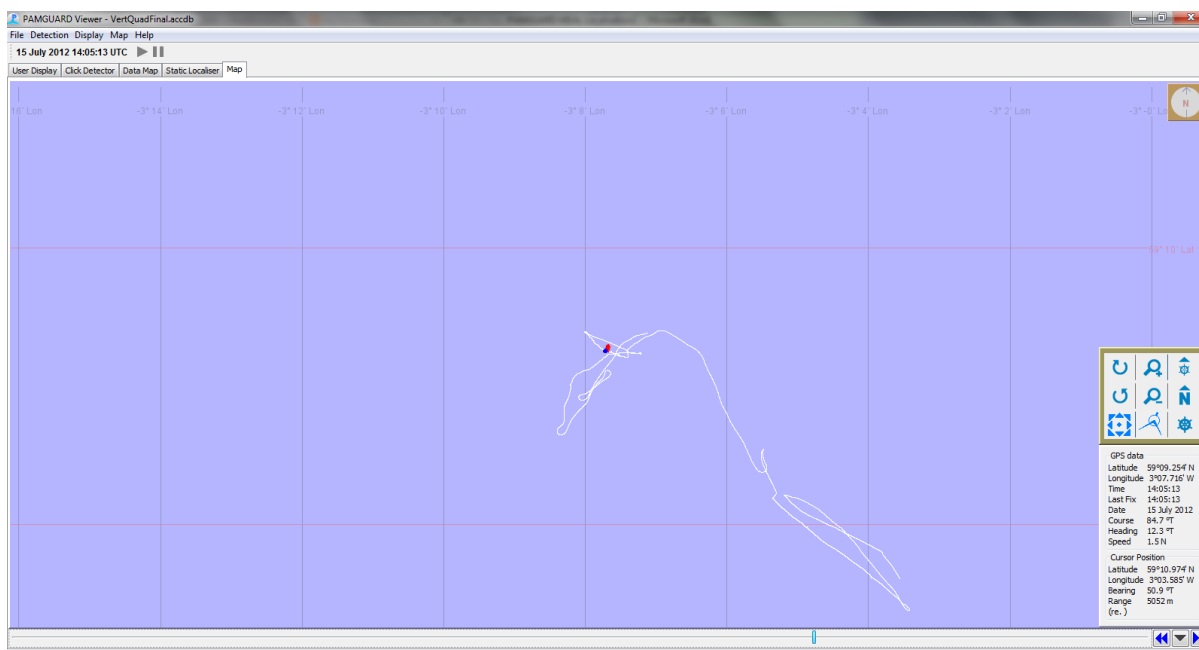 PAMGUARD Viewer - VertQuadFinal.accdb
File Detection Display Map Help
15 July 2012 14:05:13 UTC
User Display Click Detector Data Map Static Localiser Map
16' Lon -3° 14' Lon -3° 12' Lon -3° 10' Lon -3° 8' Lon -3° 6' Lon -3° 4' Lon -3° 2' Lon -3° -0' Lo
N
59° 10' Lat
N
GPS data
Latitude 59°09.254' N
Longitude 3°07.716' W
Time 14:05:13
Last Fix 14:05:13
Date 15 July 2012
Course 84.7 °T
Heading 12.3 °T
Speed 1.5 N
Cursor Position
Latitude 59°10.974' N
Longitude 3°03.585' W
Bearing 50.9 °T
Range 5052 m
(re. )